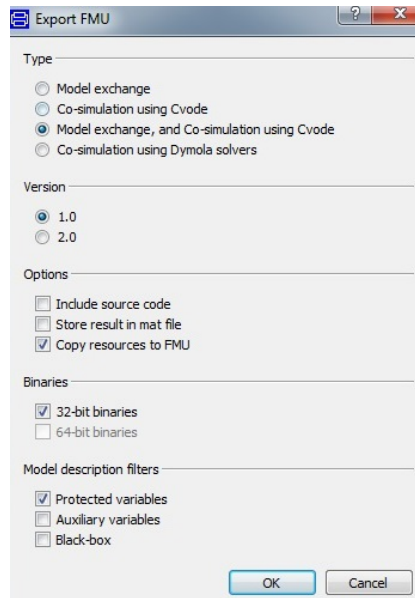 Export FMU
?
Type
Model exchange
Co-simulation using Cvode
Model exchange, and Co-simulation using Cvode
Co-simulation using Dymola solvers
Version
1.0
2.0
Options
Include source code
Store result in mat file
Copy resources to FMU
Binaries
32-bit binaries
64-bit binaries
Model description filters
Protected variables
Auxiliary variables
Black-box
OK Cancel